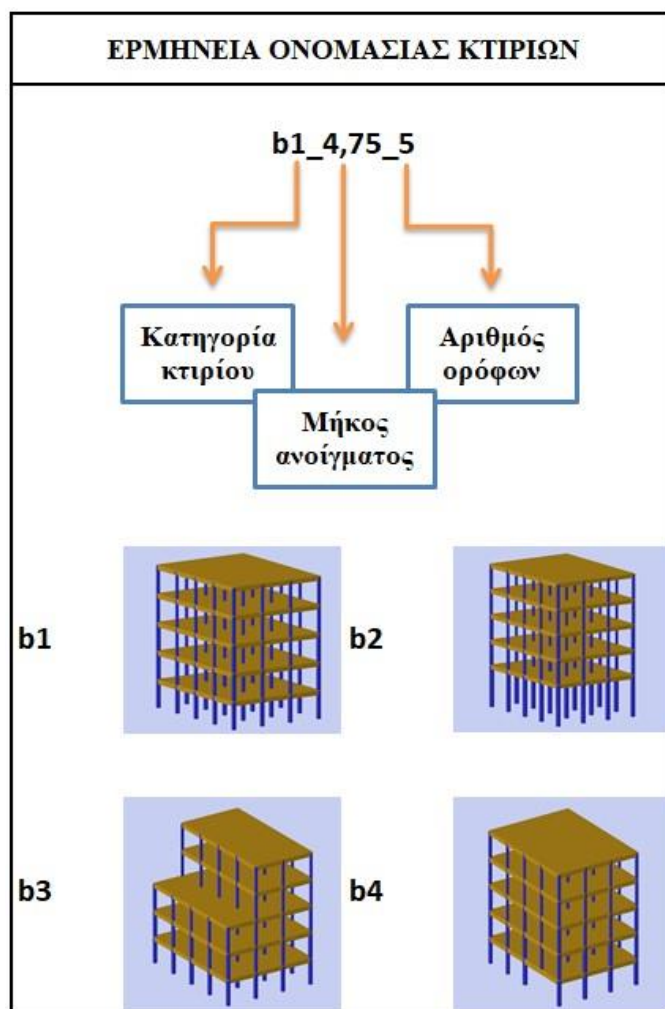 ΕΡΜΗΝΕΙΑ ΟΝΟΜΑΣΙΑΣ ΚΤΙΡΙΩΝ
b1_4,75_5
Κατηγορία
κτιρίου
Αριθμός
ορόφων
Μήκος
ανοίγματος
b1
b2
b3
b4